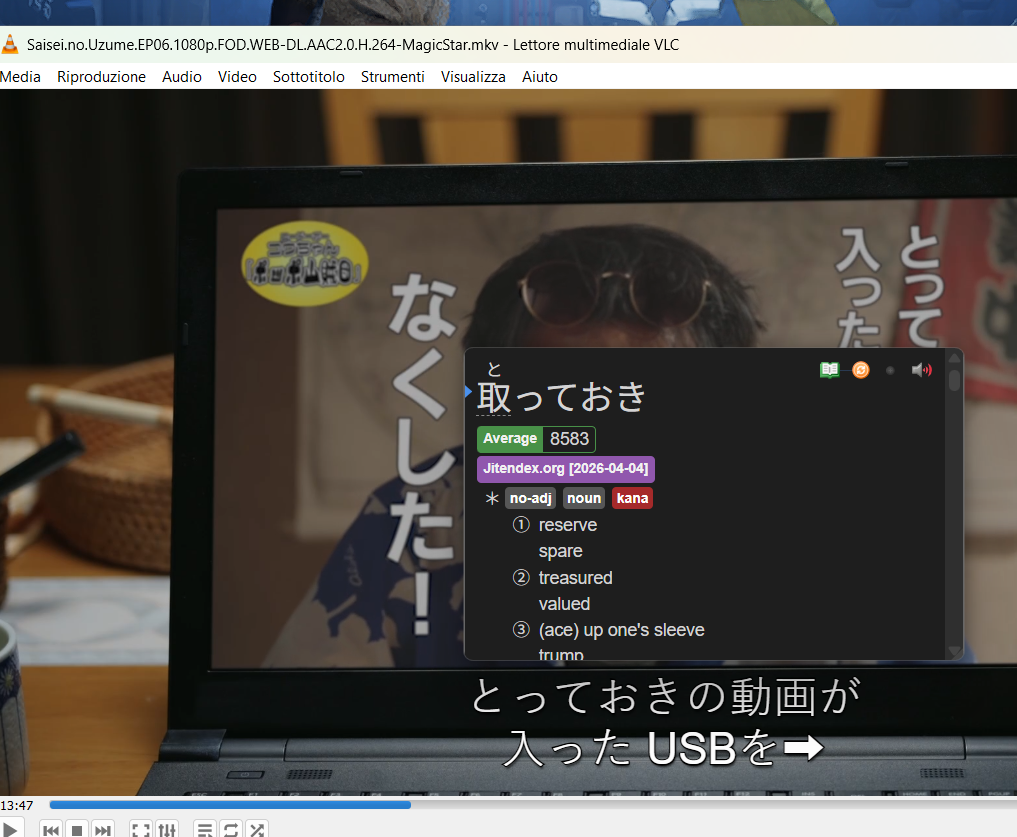 Saisei.no.Uzume.EP06.1080p.FOD.WEB-DL.AAC2.0.H.264-MagicStar.mkv - Lettore multimediale VLC
Media Riproduzione Audio Video Sottotitolo Strumenti Visualizza Aiuto
とって
入った
なくした!
と
取っておき
Average 8583
Jitendex.org [2026-04-04]
＊ no-adj noun kana
① reserve
spare
② treasured
valued
③ (ace) up one's sleeve
trump
とっておきの動画が
入った USBを➡
13:47